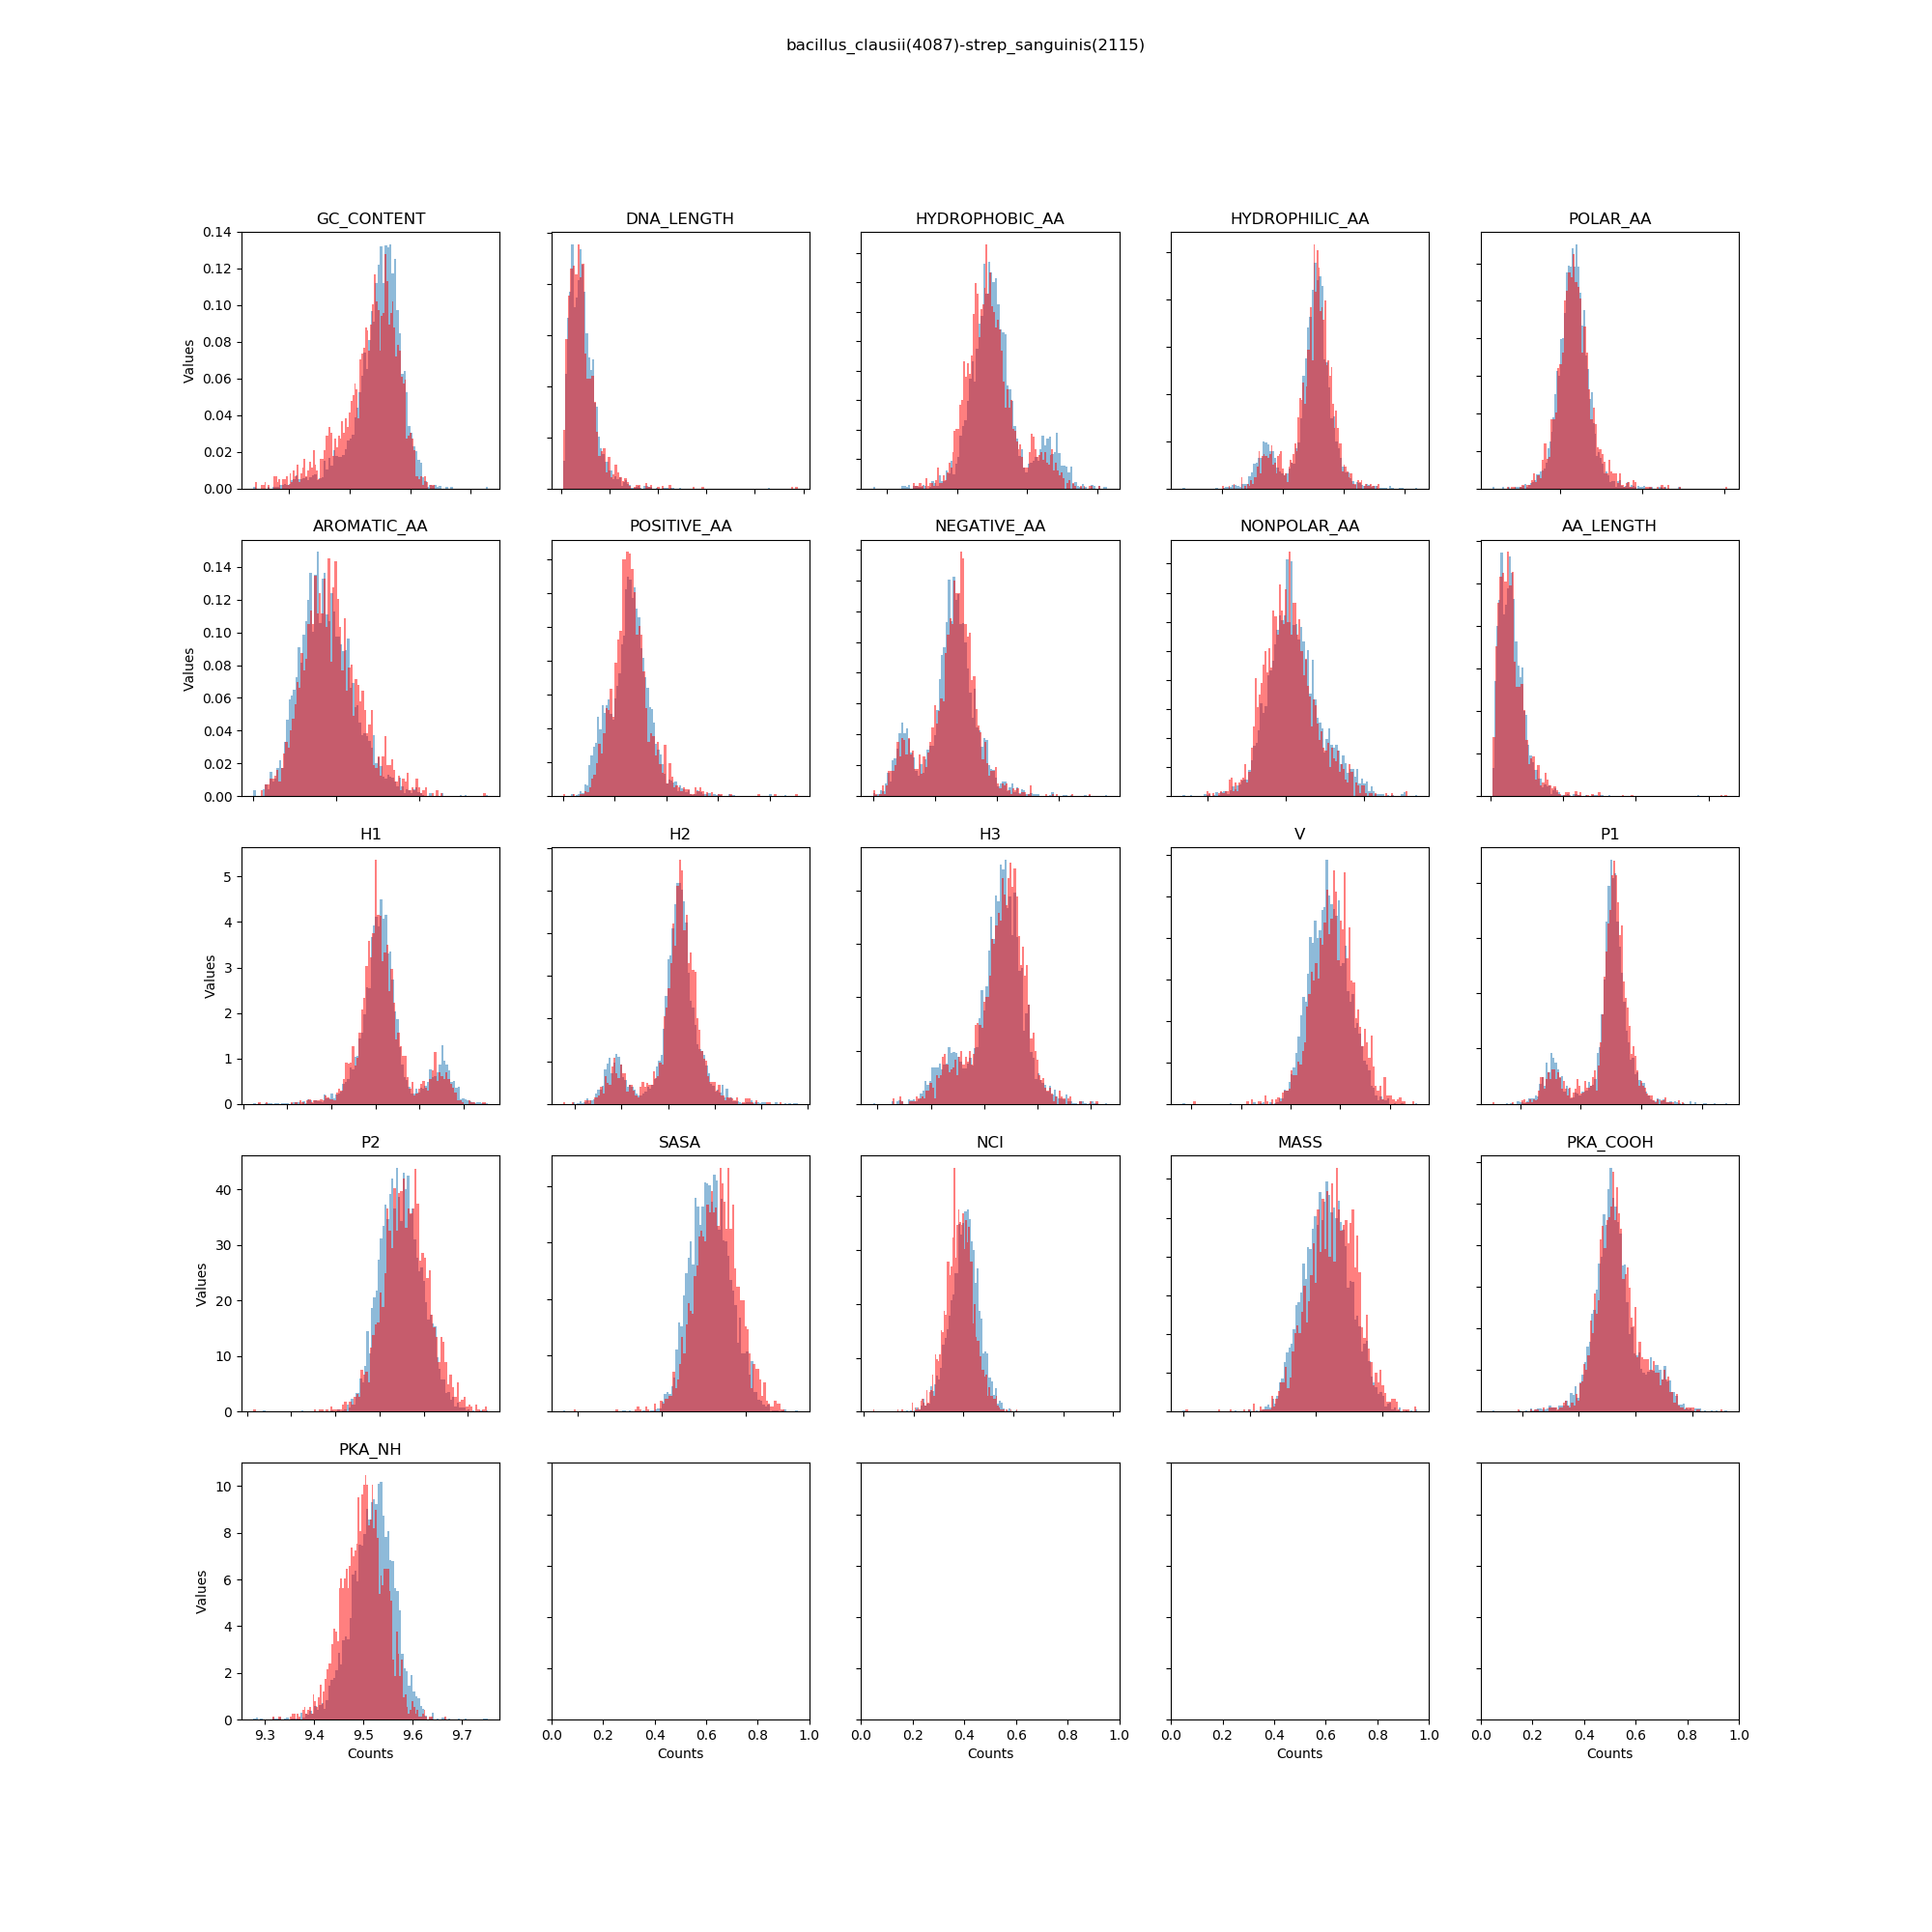 bacillus_clausii(4087)-strep_sanguinis(2115)
GC_CONTENT DNA_LENGTH HYDROPHOBIC_AA HYDROPHILIC_AA POLAR_AA
0.14
0.12
0.10
0.08
0.06
0.04
0.02
0.00
Values
AROMATIC_AA POSITIVE_AA NEGATIVE_AA NONPOLAR_AA AA_LENGTH
0.14
0.12
0.10
0.08
0.06
0.04
0.02
0.00
Values
H1 H2 H3 V P1
5
4
3
2
1
0
Values
P2 SASA NCI MASS PKA_COOH
40
30
20
10
0
Values
PKA_NH
10
8
6
4
2
0
Values
9.3 9.4 9.5 9.6 9.7 0.0 0.2 0.4 0.6 0.8 1.0 0.0 0.2 0.4 0.6 0.8 1.0 0.0 0.2 0.4 0.6 0.8 1.0 0.0 0.2 0.4 0.6 0.8 1.0
Counts Counts Counts Counts Counts